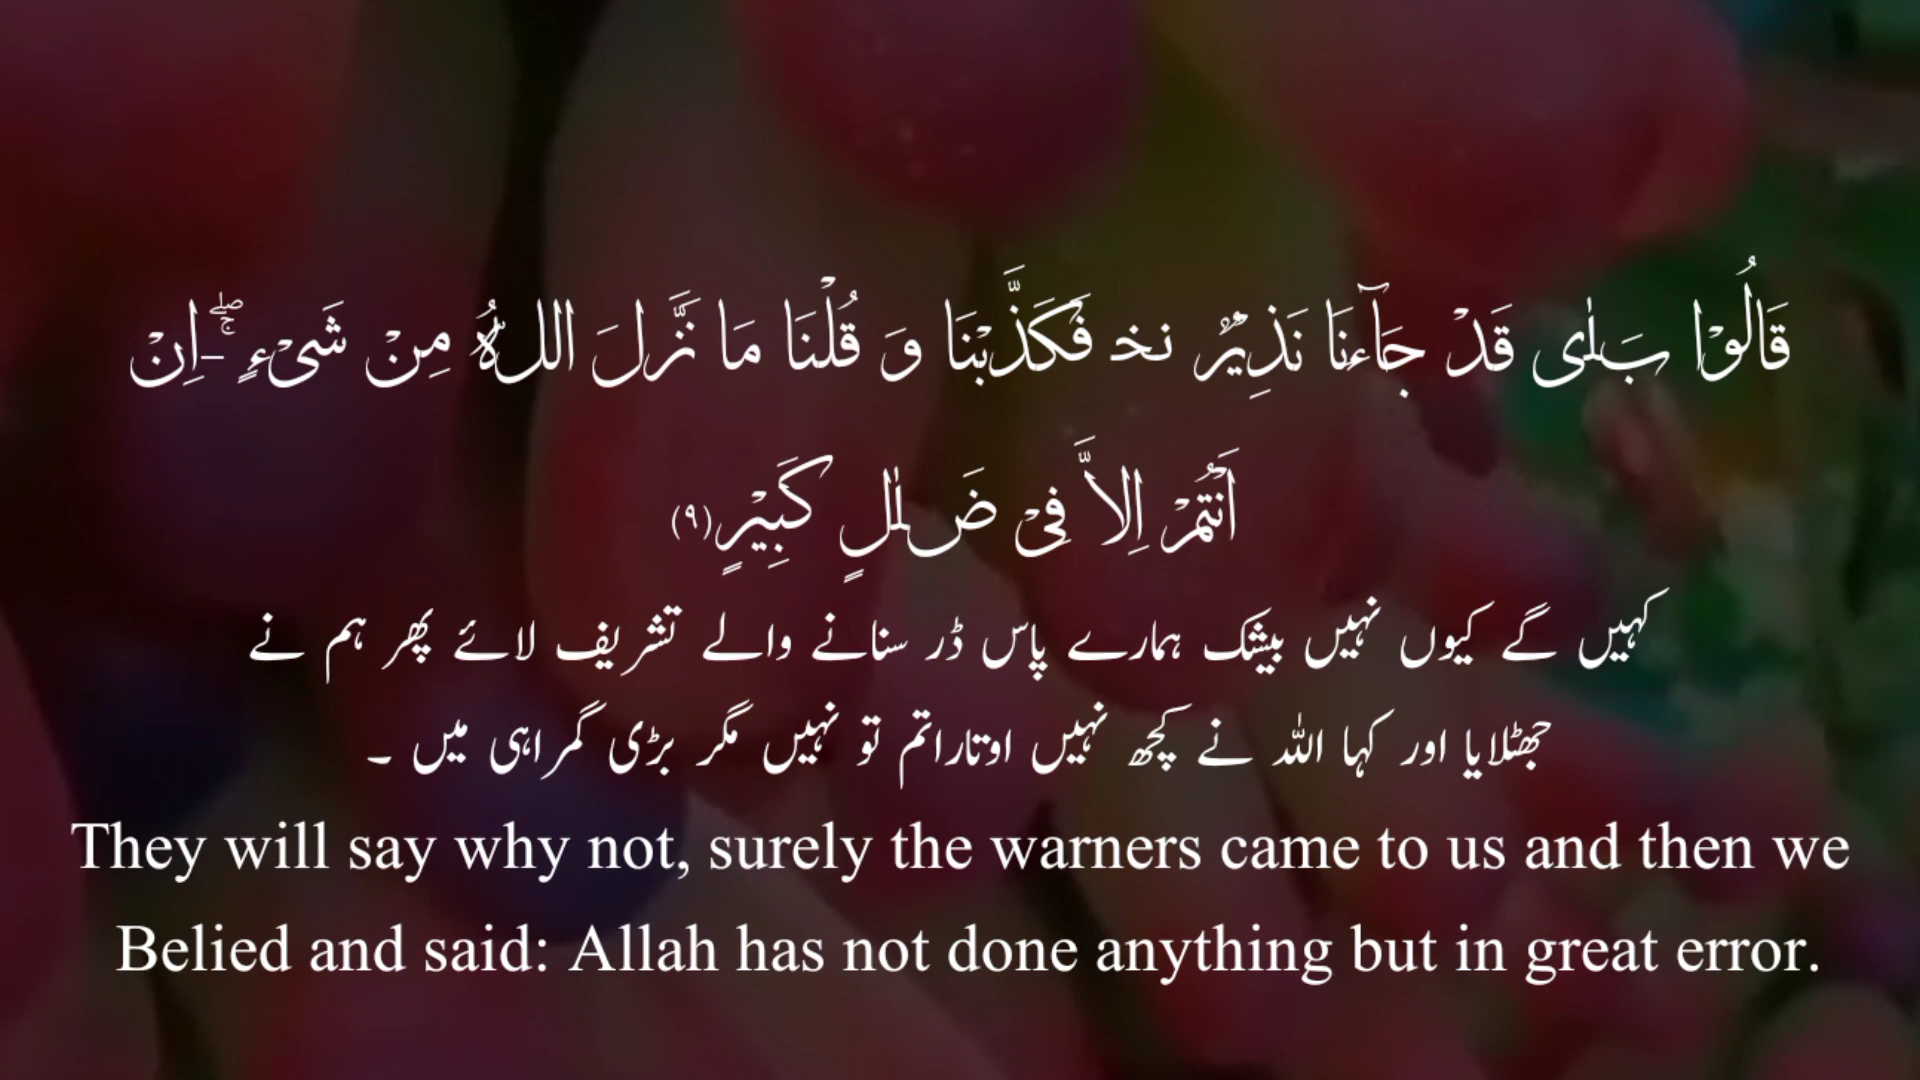 قَالُوْا بَلٰى قَدْ جَآءَنَا نَذِیْرٌ ﳔ فَكَذَّبْنَا وَ قُلْنَا مَا نَزَّلَ اللّٰهُ مِنْ شَیْءٍ ۚۖ-اِنْ
اَنْتُمْ اِلَّا فِیْ ضَلٰلٍ كَبِیْرٍ(۹)
کہیں گے کیوں نہیں بیشک ہمارے پاس ڈر سنانے والے تشریف لائے پھر ہم نے
جھٹلایا اور کہا اللہ نے کچھ نہیں اوتاراتم تو نہیں مگر بڑی گمراہی میں ۔
They will say why not, surely the warners came to us and then we
Belied and said: Allah has not done anything but in great error.